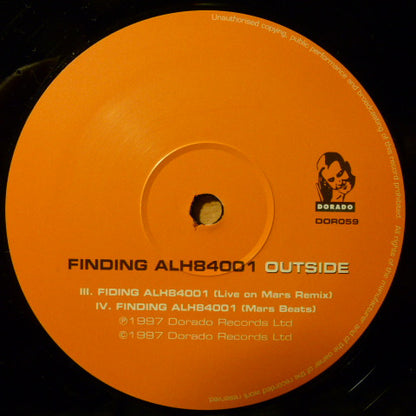 Unauthorised copying, public performance and broadcasting of this record prohibited. All rights of the manufacturer and of the owner of the recorded work reserved.
DORADO
DOR059
FINDING ALH84001 OUTSIDE
III. FIDING ALH84001 (Live on Mars Remix)
IV. FINDING ALH84001 (Mars Beats)
℗1997 Dorado Records Ltd
©1997 Dorado Records Ltd